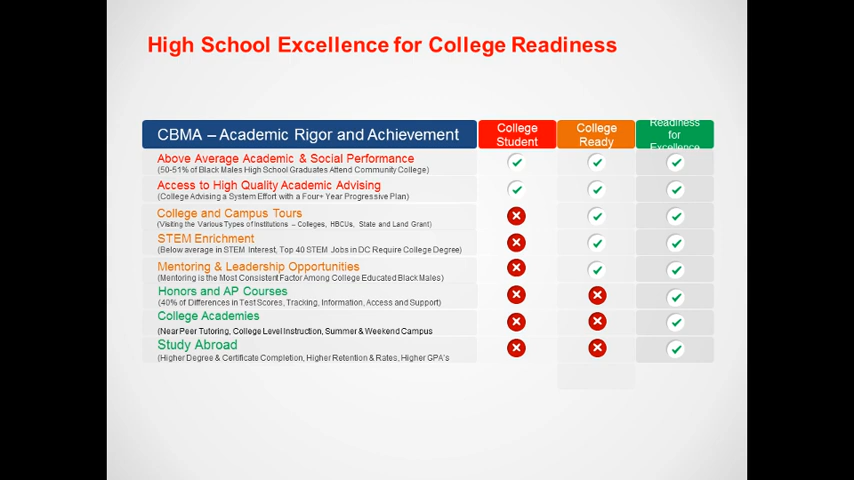 High School Excellence for College Readiness
CBMA – Academic Rigor and Achievement
College
Student
College
Ready
Readiness
for
Excellence
Above Average Academic & Social Performance
(50-51% of Black Males High School Graduates Attend Community College)
Access to High Quality Academic Advising
(College Advising a System Effort with a Four+ Year Progressive Plan)
College and Campus Tours
(Visiting the Various Types of Institutions – Colleges, HBCUs, State and Land Grant)
STEM Enrichment
(Below average in STEM Interest, Top 40 STEM Jobs in DC Require College Degree)
Mentoring & Leadership Opportunities
(Mentoring is the Most Consistent Factor Among College Educated Black Males)
Honors and AP Courses
(40% of Differences in Test Scores, Tracking, Information, Access and Support)
College Academies
(Near Peer Tutoring, College Level Instruction, Summer & Weekend Campus
Study Abroad
(Higher Degree & Certificate Completion, Higher Retention & Rates, Higher GPA's